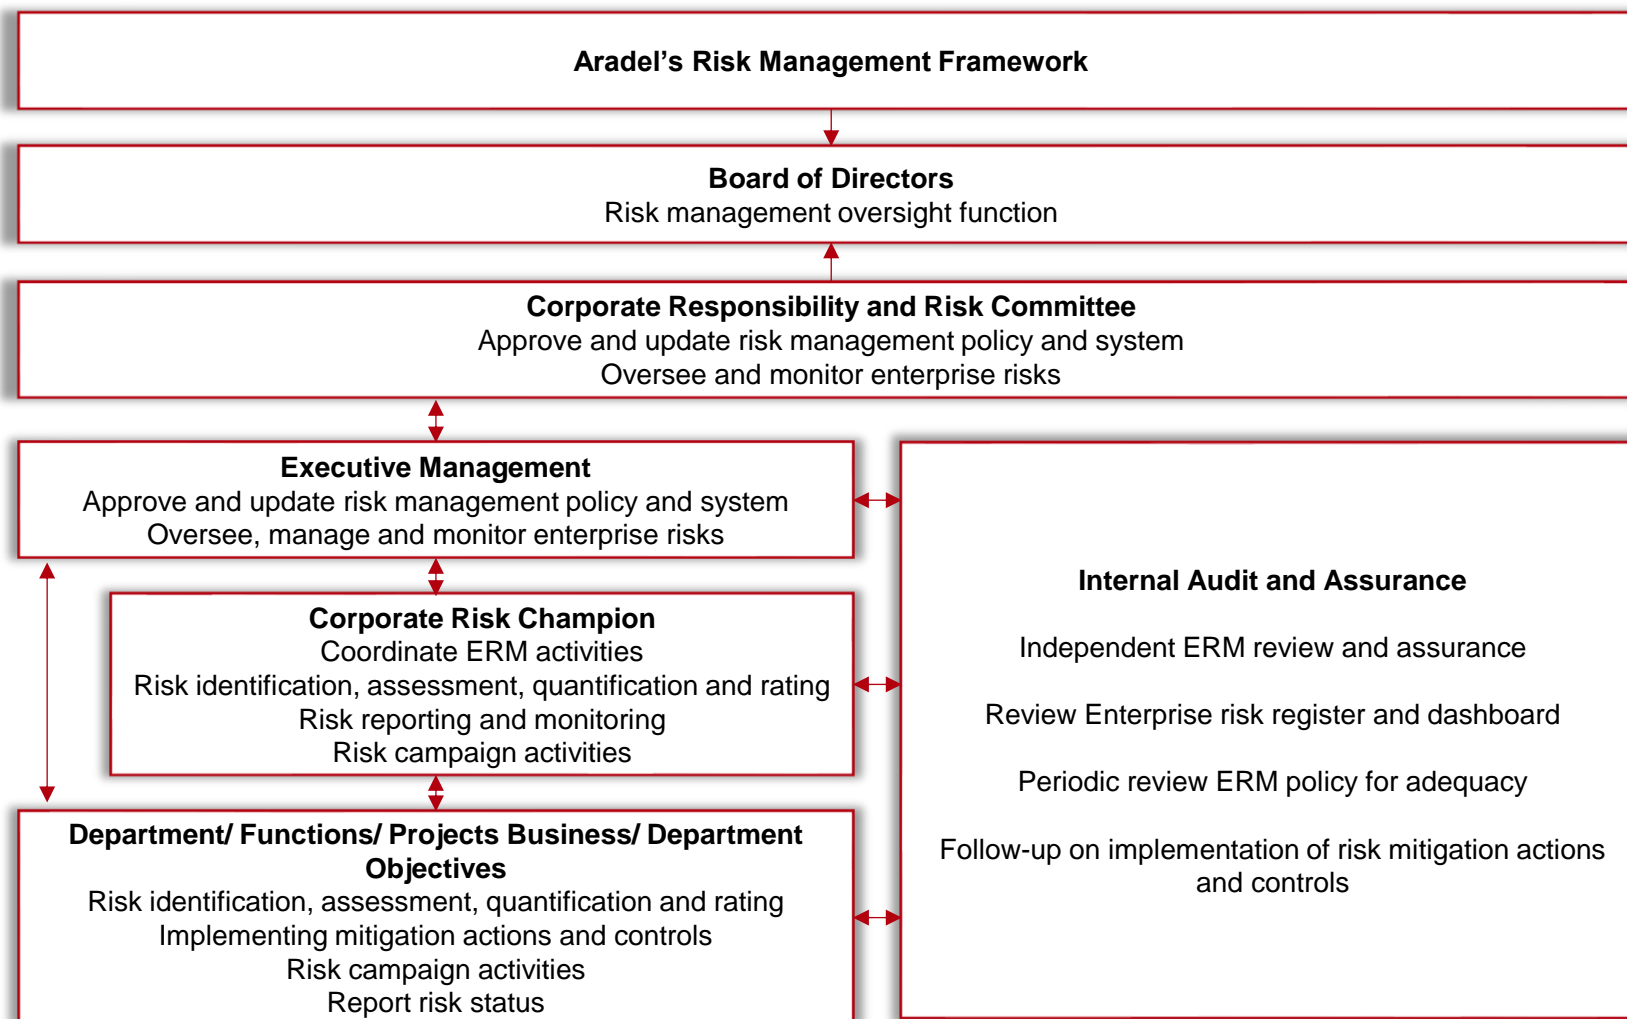 Aradel’s Risk Management Framework
Board of Directors
Risk management oversight function
Corporate Responsibility and Risk Committee
Approve and update risk management policy and system
Oversee and monitor enterprise risks
Executive Management
Approve and update risk management policy and system
Oversee, manage and monitor enterprise risks
Corporate Risk Champion
Coordinate ERM activities
Risk identification, assessment, quantification and rating
Risk reporting and monitoring
Risk campaign activities
Department/ Functions/ Projects Business/ Department
Objectives
Risk identification, assessment, quantification and rating
Implementing mitigation actions and controls
Risk campaign activities
Report risk status
Internal Audit and Assurance
Independent ERM review and assurance
Review Enterprise risk register and dashboard
Periodic review ERM policy for adequacy
Follow-up on implementation of risk mitigation actions
and controls